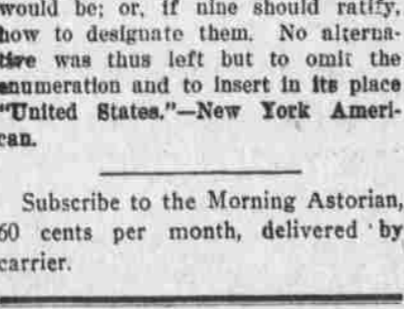 would be; or, if nine should ratify,
how to designate them. No alterna-
tive was thus left but to omit the
enumeration and to insert in its place
"United States."—New York Ameri-
can.
Subscribe to the Morning Astorian,
60 cents per month, delivered by
carrier.